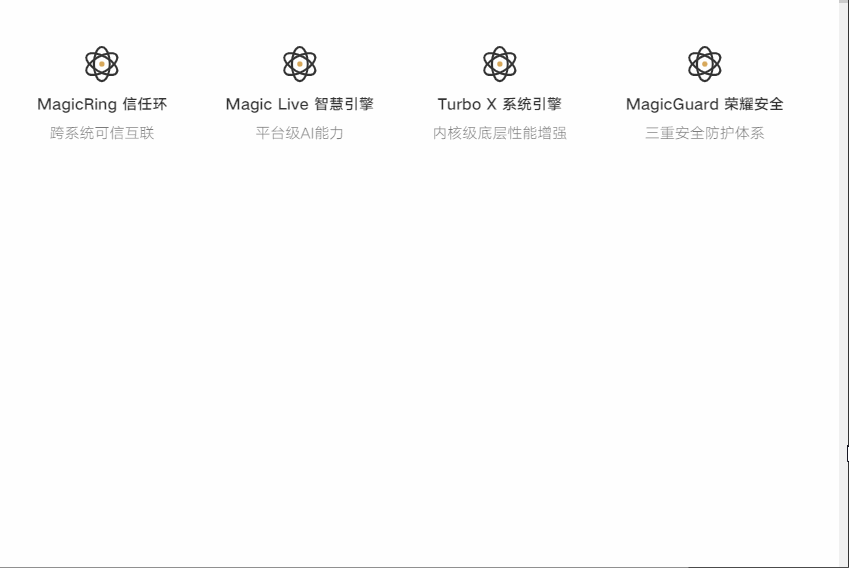 MagicRing 信任环
跨系统可信互联
Magic Live 智慧引擎
平台级AI能力
Turbo X 系统引擎
内核级底层性能增强
MagicGuard 荣耀安全
三重安全防护体系